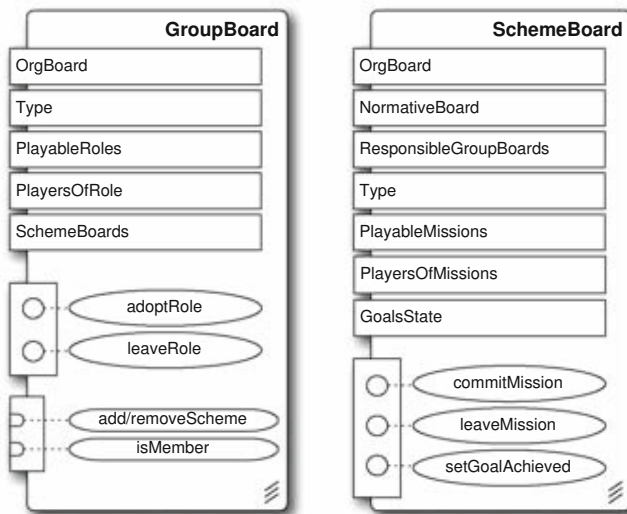 GroupBoard
OrgBoard
Type
PlayableRoles
PlayersOfRole
SchemeBoards
adoptRole
leaveRole
add/removeScheme
isMember
SchemeBoard
OrgBoard
NormativeBoard
ResponsibleGroupBoards
Type
PlayableMissions
PlayersOfMissions
GoalsState
commitMission
leaveMission
setGoalAchieved